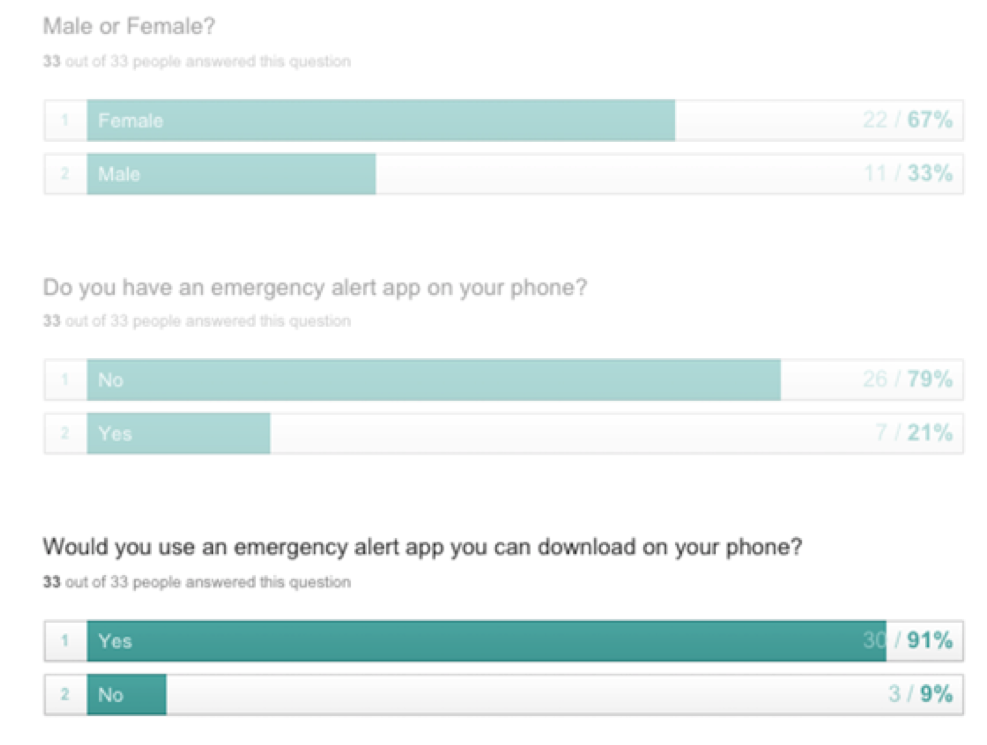 Male or Female?
33 out of 33 people answered this question
1 Female 22 / 67%
2 Male 11 / 33%
Do you have an emergency alert app on your phone?
33 out of 33 people answered this question
1 No 26 / 79%
2 Yes 7 / 21%
Would you use an emergency alert app you can download on your phone?
33 out of 33 people answered this question
1 Yes 30 / 91%
2 No 3 / 9%